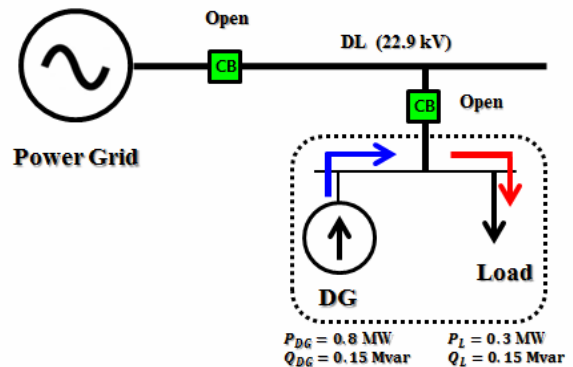 Open
DL (22.9 kV)
CB
CB
Open
Power Grid
DG
Load
P_DG = 0.8 MW
P_L = 0.3 MW
Q_DG = 0.15 Mvar
Q_L = 0.15 Mvar